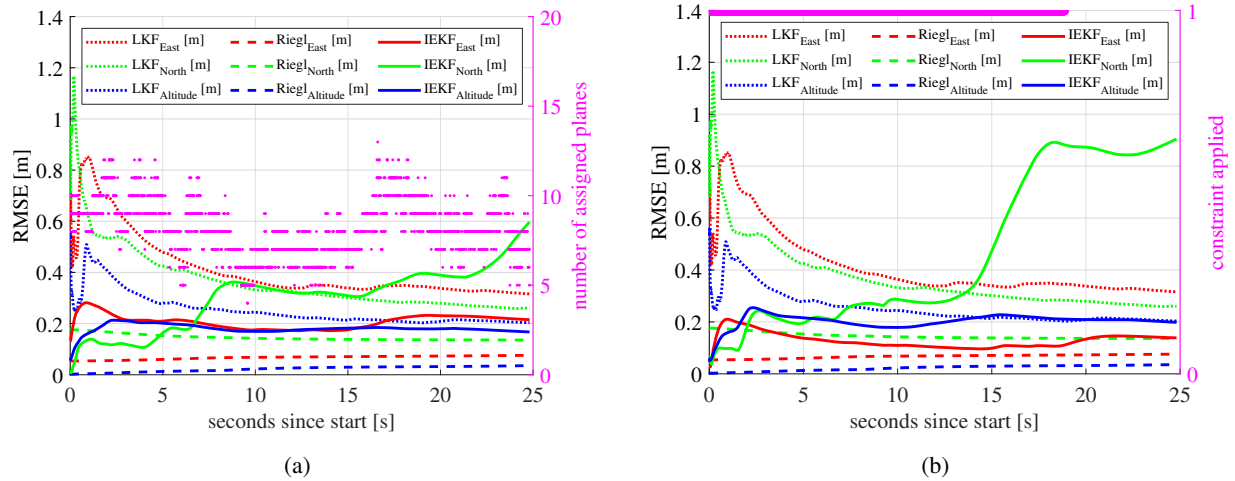 1.4
1.2
1
0.8
0.6
0.4
0.2
0
RMSE [m]
LKF_East [m] Riegl_East [m] IEKF_East [m]
LKF_North [m] Riegl_North [m] IEKF_North [m]
LKF_Altitude [m] Riegl_Altitude [m] IEKF_Altitude [m]
20
15
10
5
0
number of assigned planes
0 5 10 15 20 25
seconds since start [s]
(a)
1.4
1.2
1
0.8
0.6
0.4
0.2
0
RMSE [m]
LKF_East [m] Riegl_East [m] IEKF_East [m]
LKF_North [m] Riegl_North [m] IEKF_North [m]
LKF_Altitude [m] Riegl_Altitude [m] IEKF_Altitude [m]
1
0
constraint applied
0 5 10 15 20 25
seconds since start [s]
(b)